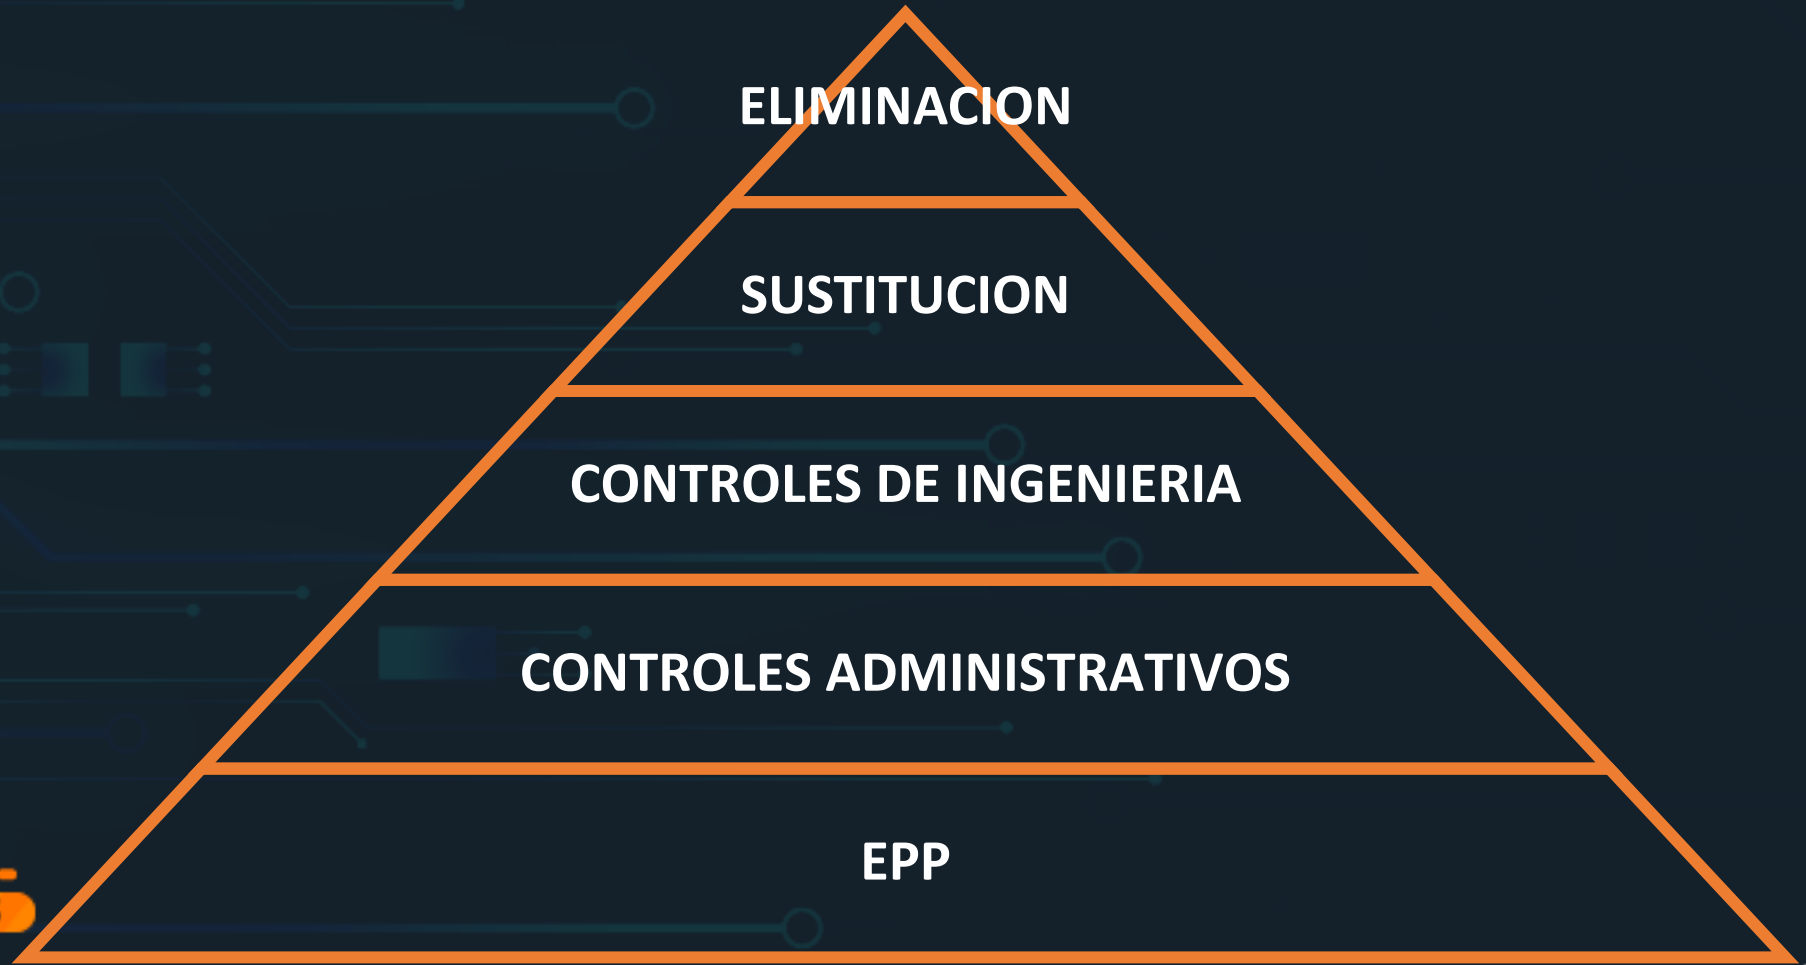 ELIMINACION
SUSTITUCION
CONTROLES DE INGENIERIA
CONTROLES ADMINISTRATIVOS
EPP